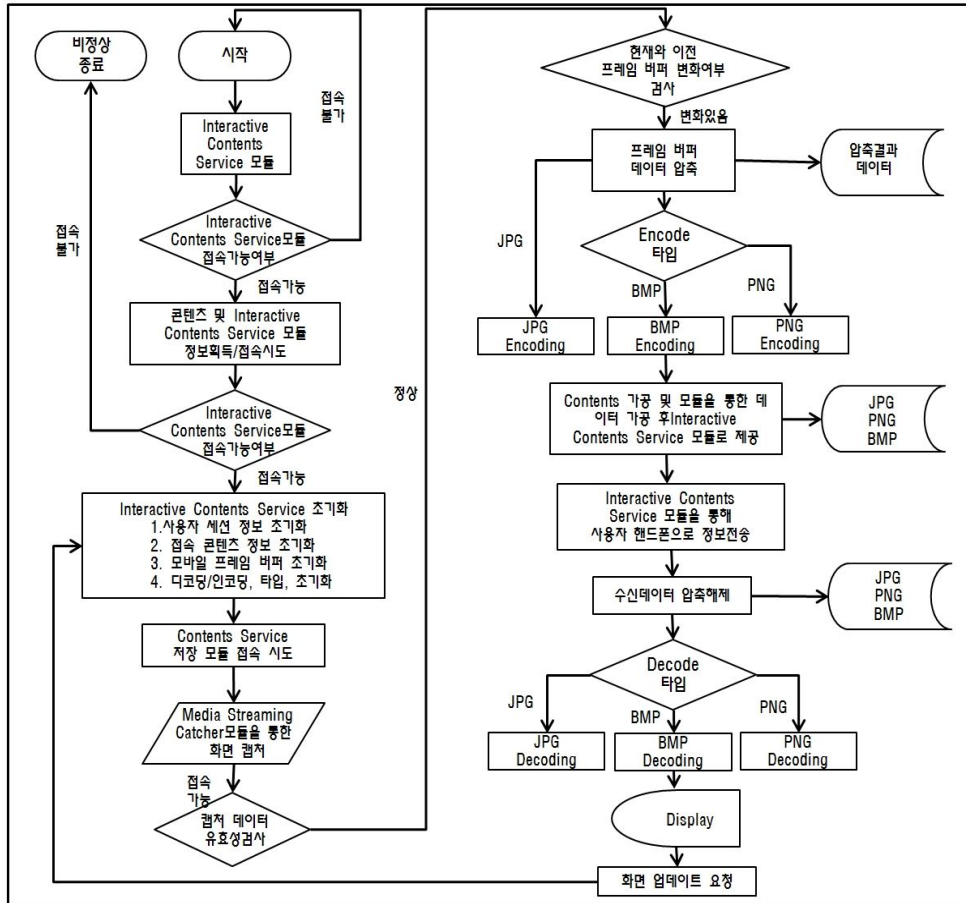 비정상
종료
시작
접속
불가
Interactive
Contents
Service 모듈
Interactive
Contents Service모듈
접속가능여부
접속
불가
접속가능
콘텐츠 및 Interactive
Contents Service 모듈
정보획득/접속시도
Interactive
Contents Service모듈
접속가능여부
접속가능
Interactive Contents Service 초기화
1.사용자 세션 정보 초기화
2. 접속 콘텐츠 정보 초기화
3. 모바일 프레임 버퍼 초기화
4. 디코딩/인코딩, 타입, 초기화
Contents Service
저장 모듈 접속 시도
Media Streaming
Catcher모듈을 통한
화면 캡처
접속
가능
캡처 데이터
유효성검사
정상
현재와 이전
프레임 버퍼 변화여부
검사
변화있음
프레임 버퍼
데이터 압축
압축결과
데이터
JPG
Encode
타입
BMP
PNG
JPG
Encoding
BMP
Encoding
PNG
Encoding
Contents 가공 및 모듈을 통한 데
이터 가공 후Interactive
Contents Service 모듈로 제공
JPG
PNG
BMP
Interactive Contents
Service 모듈을 통해
사용자 핸드폰으로 정보전송
수신데이터 압축해제
JPG
PNG
BMP
Decode
타입
JPG
BMP
PNG
JPG
Decoding
BMP
Decoding
PNG
Decoding
Display
화면 업데이트 요청